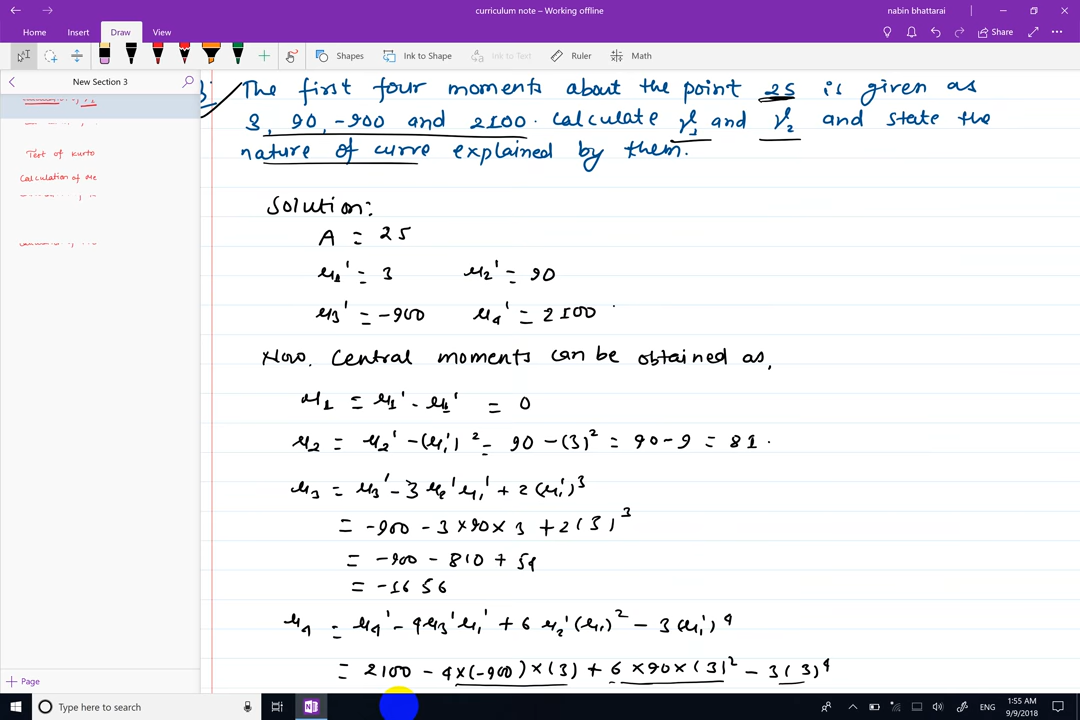 curriculum note – Working offline
nabin bhattarai
Home Insert Draw View
Share
Shapes Ink to Shape Ink to Text Ruler Math
New Section 3
Test of Kurto
Calculation of Me
The first four moments about the point 25 is given as
3, 90, -900 and 2100. Calculate γ₁ and γ₂ and state the
nature of curve explained by them.
Solution:
A = 25
μ₁' = 3 μ₂' = 90
μ₃' = -900 μ₄' = 2100
Now. Central moments can be obtained as,
μ₁ = μ₁' - μ₁' = 0
μ₂ = μ₂' - (μ₁')² = 90 - (3)² = 90 - 9 = 81.
μ₃ = μ₃' - 3 μ₂' μ₁' + 2 (μ₁')³
= -900 - 3 × 90 × 3 + 2(3)³
= -900 - 810 + 54
= -1656
μ₄ = μ₄' - 4μ₃' μ₁' + 6 μ₂' (μ₁')² - 3 (μ₁')⁴
= 2100 - 4 × (-900) × (3) + 6 × 90 × (3)² - 3(3)⁴
Page
Type here to search
ENG
1:55 AM
9/9/2018